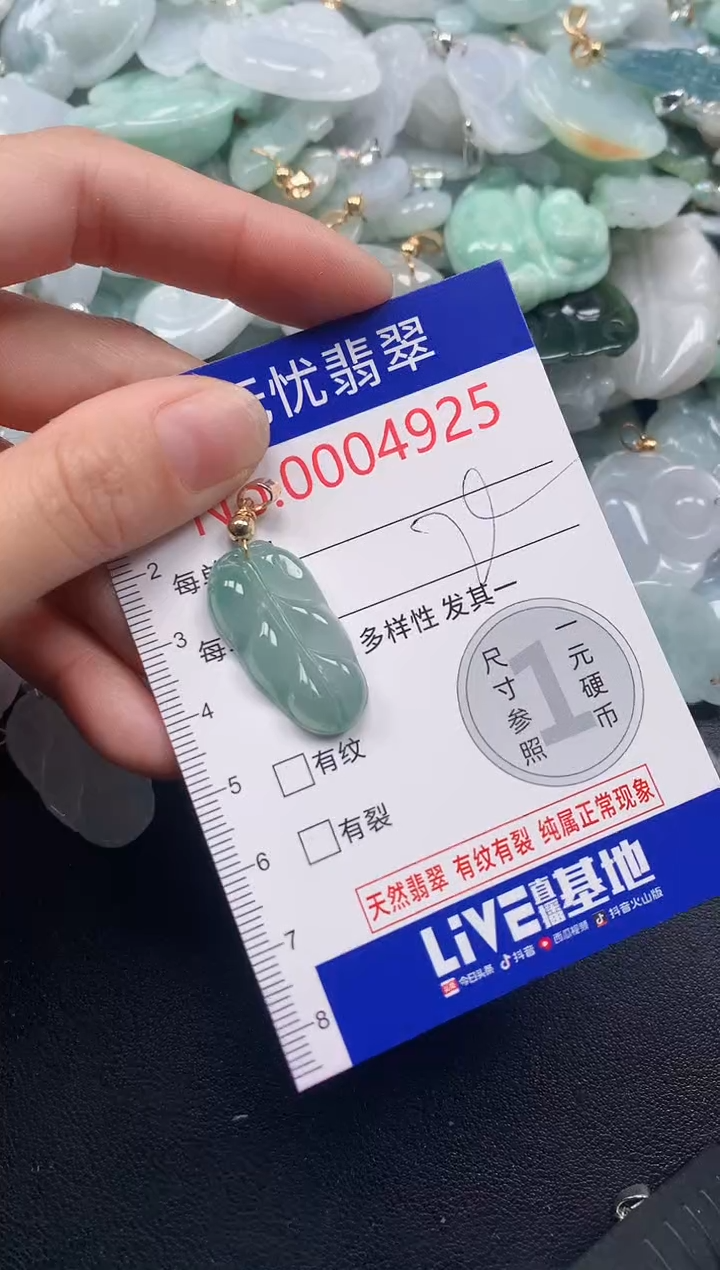 忧翡翠
No.0004925
2
每
3
每 多样性 发其一
4
尺寸参照
1
一元硬币
5
有纹
6
有裂
天然翡翠 有纹有裂 纯属正常现象
7
LiVE直播基地
今日头条 抖音 西瓜视频 抖音火山版
8